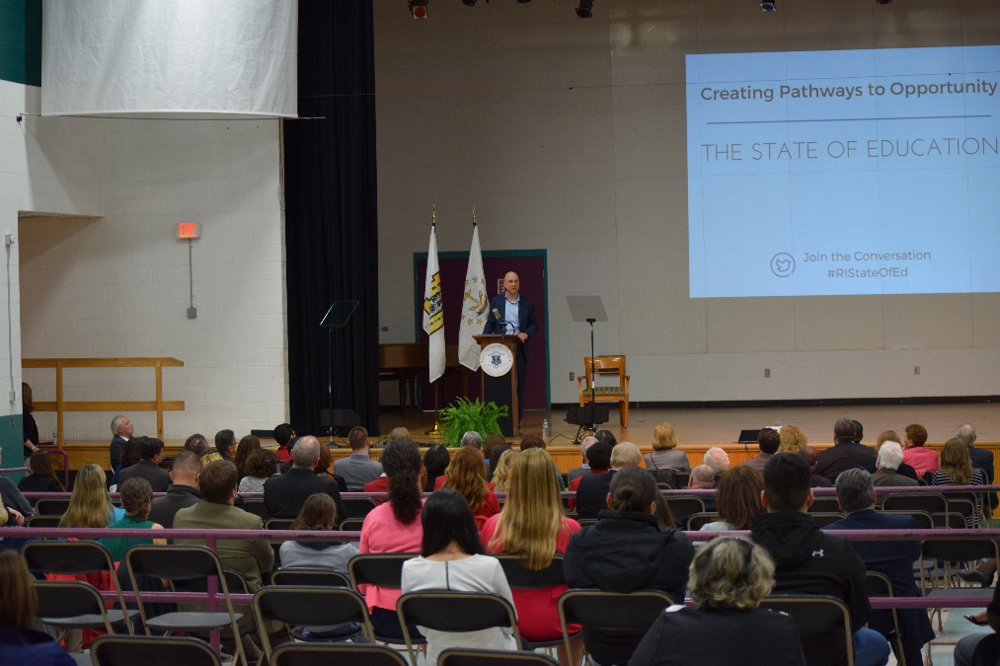 EXIT
Creating Pathways to Opportunity
THE STATE OF EDUCATION
Join the Conversation
#RIStateOfEd